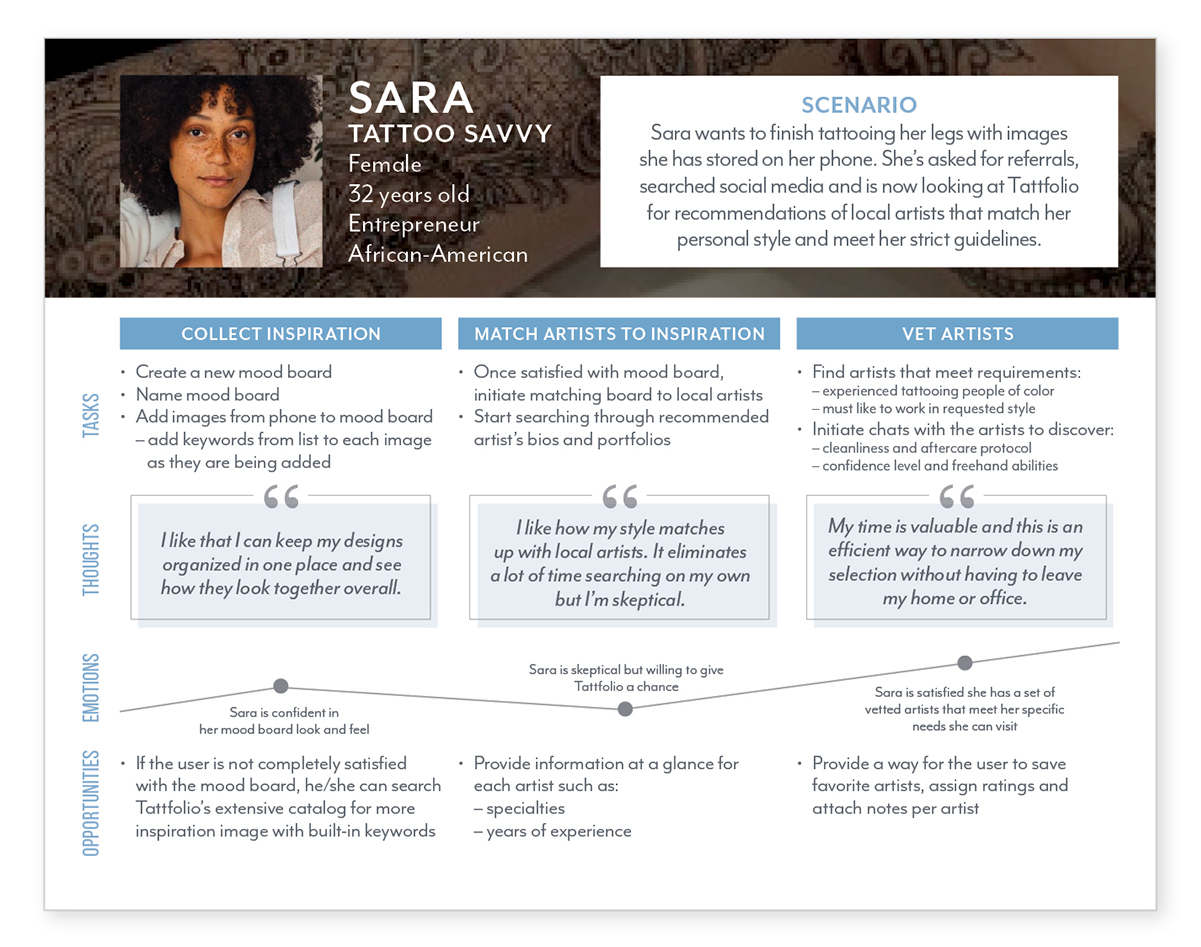 SARA
TATTOO SAVVY
Female
32 years old
Entrepreneur
African-American
SCENARIO
Sara wants to finish tattooing her legs with images
she has stored on her phone. She's asked for referrals,
searched social media and is now looking at Tattfolio
for recommendations of local artists that match her
personal style and meet her strict guidelines.
COLLECT INSPIRATION
MATCH ARTISTS TO INSPIRATION
VET ARTISTS
TASKS
• Create a new mood board
• Name mood board
• Add images from phone to mood board
– add keywords from list to each image
as they are being added
• Once satisfied with mood board,
initiate matching board to local artists
• Start searching through recommended
artist's bios and portfolios
• Find artists that meet requirements:
– experienced tattooing people of color
– must like to work in requested style
• Initiate chats with the artists to discover:
– cleanliness and aftercare protocol
– confidence level and freehand abilities
THOUGHTS
“
I like that I can keep my designs
organized in one place and see
how they look together overall.
“
I like how my style matches
up with local artists. It eliminates
a lot of time searching on my own
but I'm skeptical.
“
My time is valuable and this is an
efficient way to narrow down my
selection without having to leave
my home or office.
EMOTIONS
Sara is confident in
her mood board look and feel
Sara is skeptical but willing to give
Tattfolio a chance
Sara is satisfied she has a set of
vetted artists that meet her specific
needs she can visit
OPPORTUNITIES
• If the user is not completely satisfied
with the mood board, he/she can search
Tattfolio's extensive catalog for more
inspiration image with built-in keywords
• Provide information at a glance for
each artist such as:
– specialties
– years of experience
• Provide a way for the user to save
favorite artists, assign ratings and
attach notes per artist